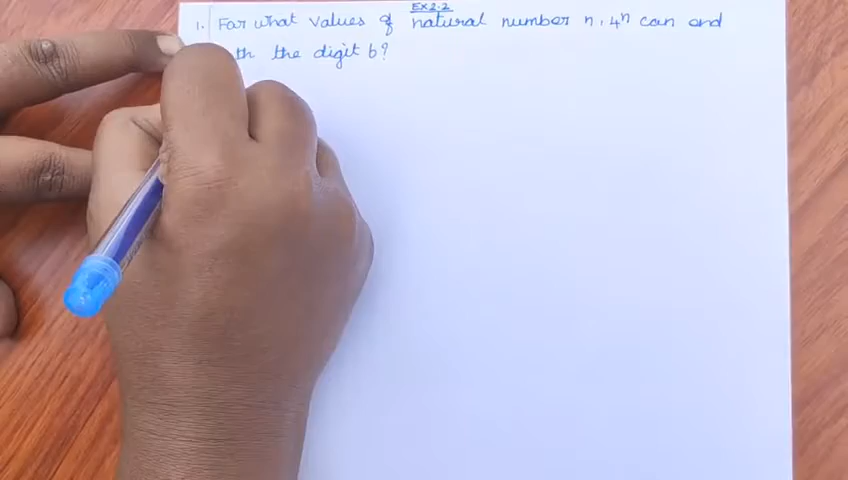 Ex 2.2
1. For what values of natural number n, 4ⁿ can end
th the digit 6?